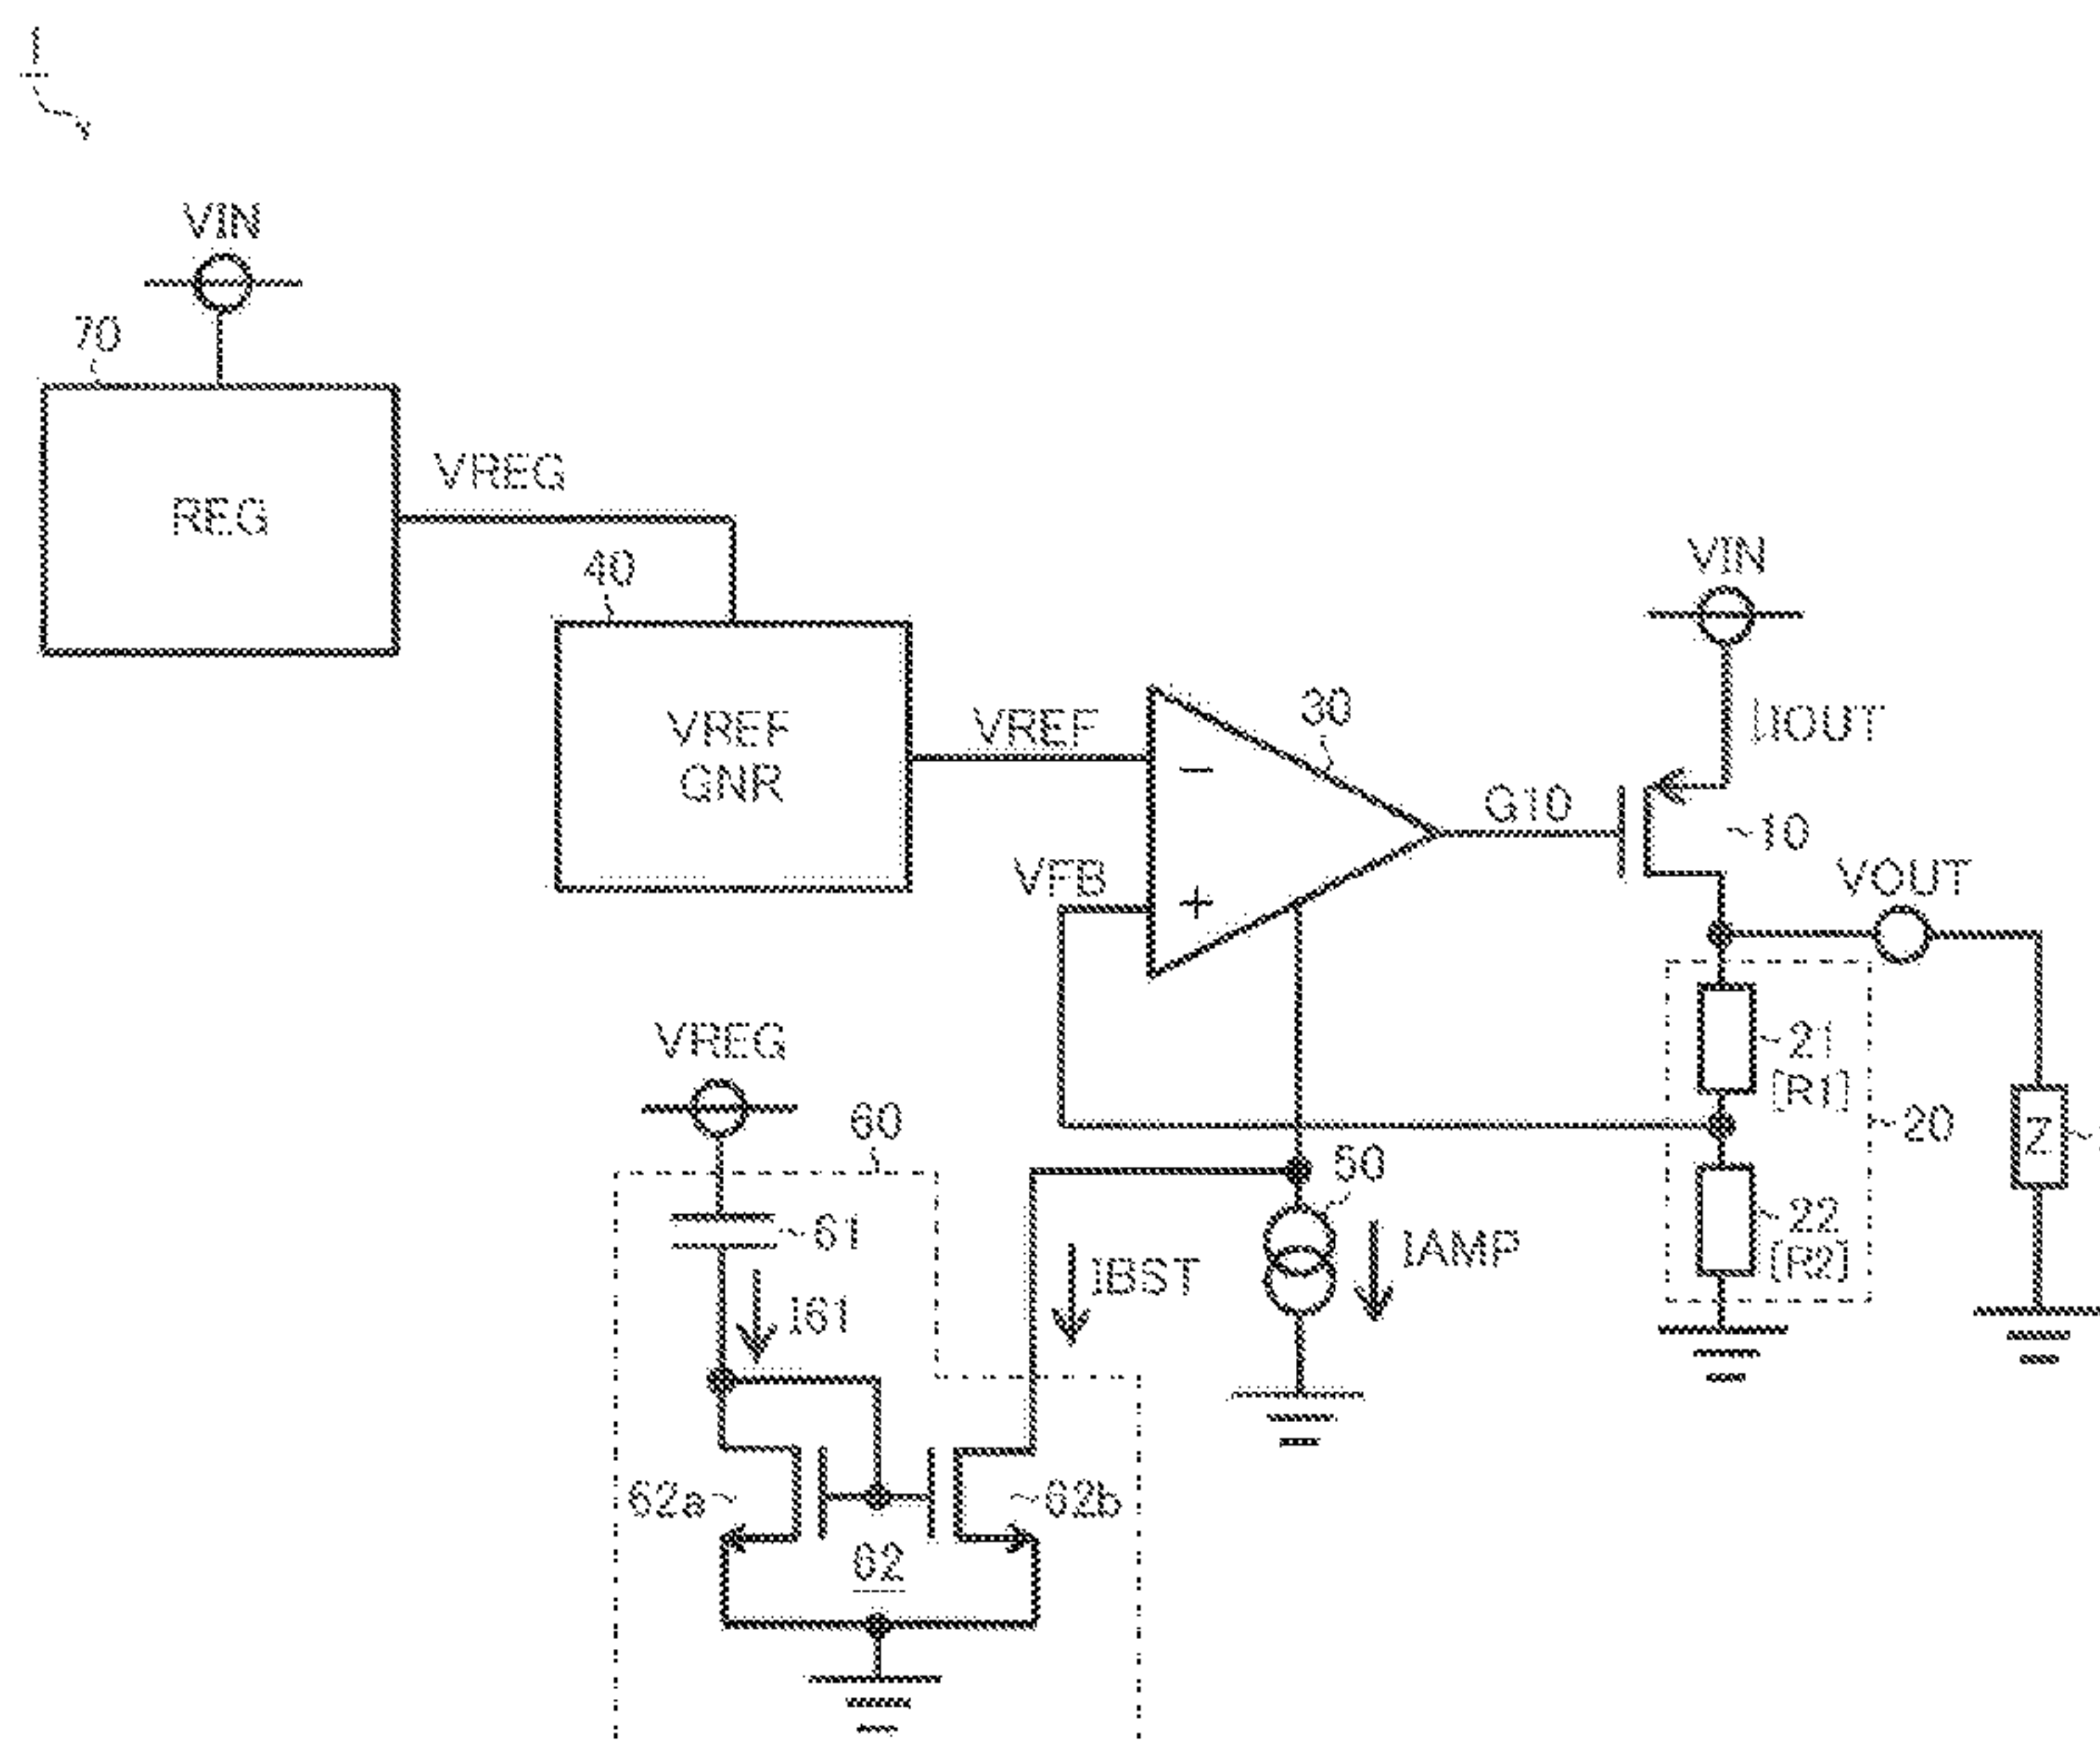 1
VIN
70
REG
VREG
40
VREF
GNR
VREF
30
VIN
IOUT
G10
10
VFB
−
+
VOUT
21
[R1]
20
22
[R2]
Z
VREG
60
61
I61
IBST
50
IAMP
62a
62b
62